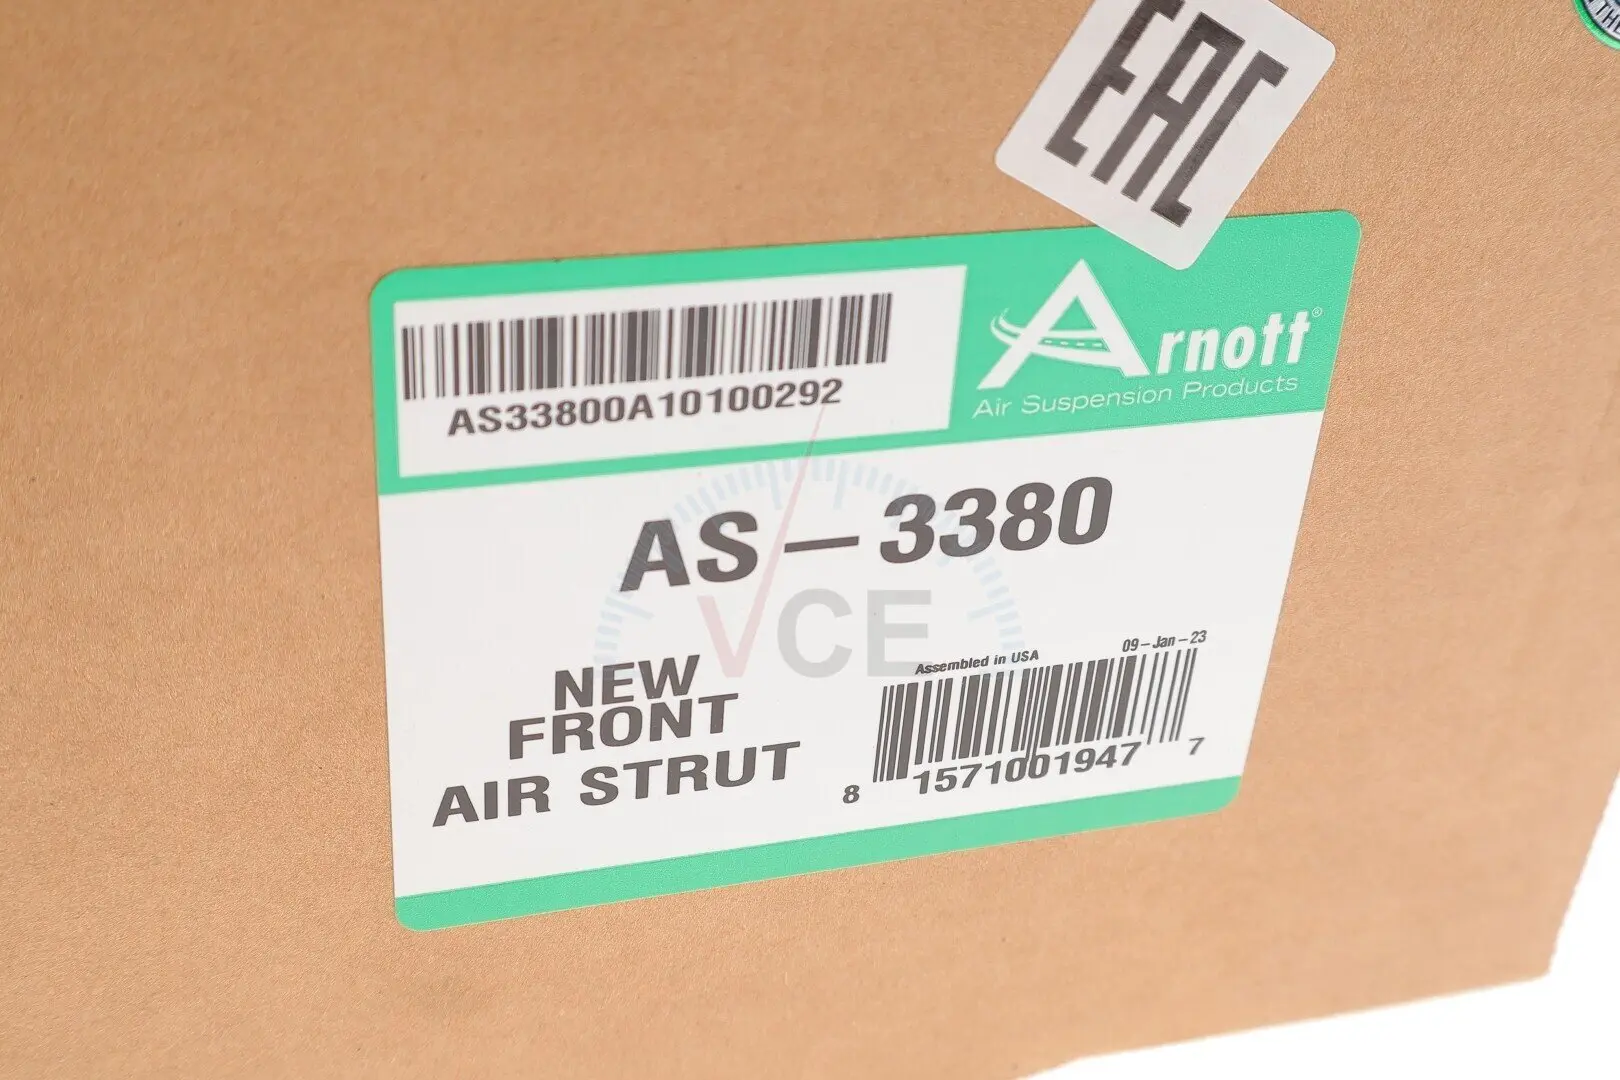 EAC
Arnott®
Air Suspension Products
AS33800A10100292
AS-3380
VCE
NEW
FRONT
AIR STRUT
09-Jan-23
Assembled in USA
8 1571001947 7